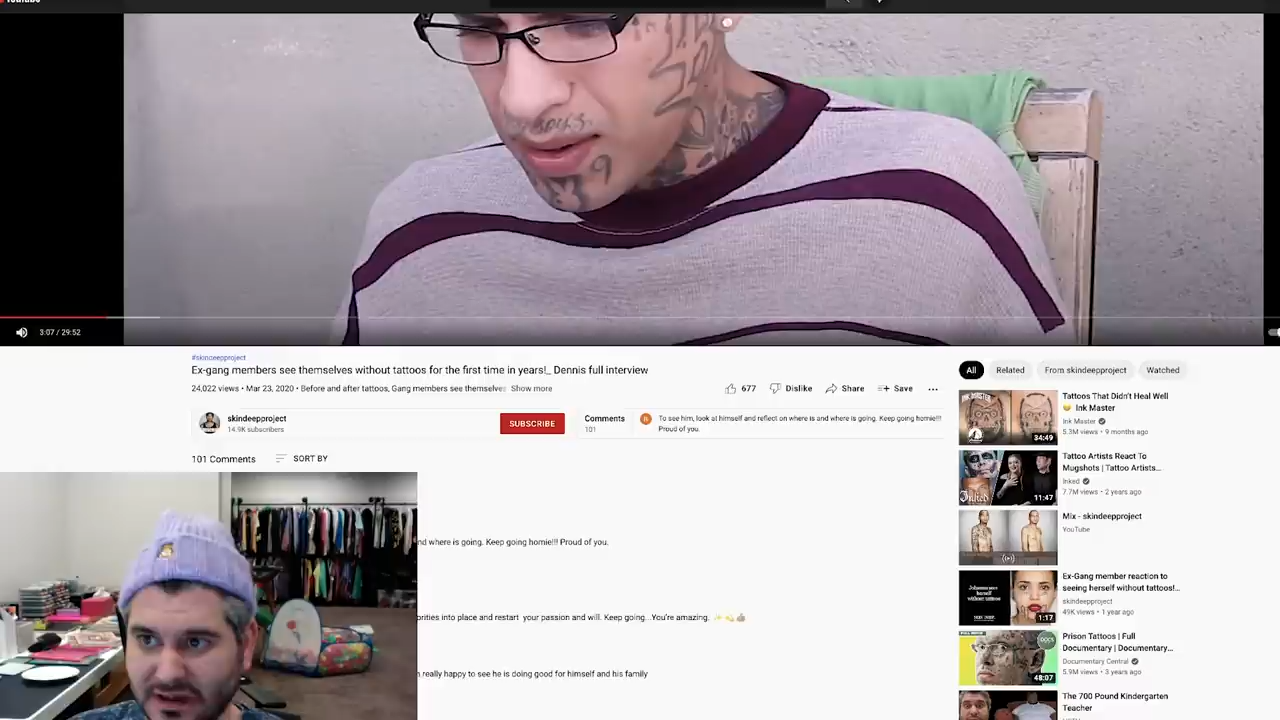 3:07 / 29:52
#skindeepproject
Ex-gang members see themselves without tattoos for the first time in years!_ Dennis full interview
24,022 views • Mar 23, 2020 • Before and after tattoos, Gang members see themselves Show more
677 Dislike Share Save ...
skindeepproject
14.9K subscribers
SUBSCRIBE
Comments
101
To see him, look at himself and reflect on where is and where is going. Keep going homie!!!
Proud of you.
101 Comments SORT BY
nd where is going. Keep going homie!!! Proud of you.
orities into place and restart your passion and will. Keep going...You're amazing.
really happy to see he is doing good for himself and his family
All Related From skindeepproject Watched
Tattoos That Didn't Heal Well
Ink Master
Ink Master
5.3M views • 9 months ago
34:49
Tattoo Artists React To
Mugshots | Tattoo Artists...
Inked
7.7M views • 2 years ago
Inked
11:47
Mix - skindeepproject
YouTube
Ex-Gang member reaction to
seeing herself without tattoos!...
skindeepproject
49K views • 1 year ago
1:17
Prison Tattoos | Full
Documentary | Documentary...
Documentary Central
5.9M views • 3 years ago
48:07
The 700 Pound Kindergarten
Teacher